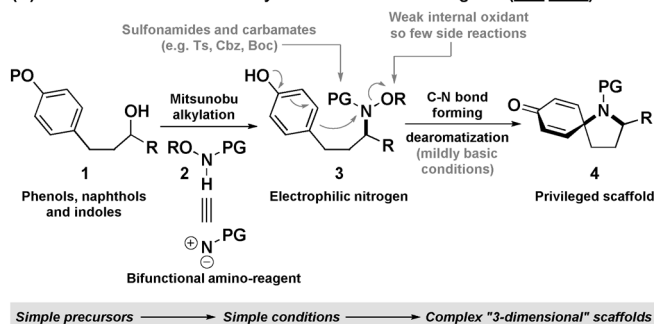 Sulfonamides and carbamates
(e.g. Ts, Cbz, Boc)
Weak internal oxidant
so few side reactions
PO
OH
R
1
Phenols, naphthols
and indoles
Mitsunobu
alkylation
RO
N
PG
H
2
⊕ N PG
⊖
Bifunctional amino-reagent
HO
PG
N
OR
R
3
Electrophilic nitrogen
C-N bond
forming
dearomatization
(mildly basic
conditions)
O
PG
N
R
4
Privileged scaffold
Simple precursors
Simple conditions
Complex "3-dimensional" scaffolds